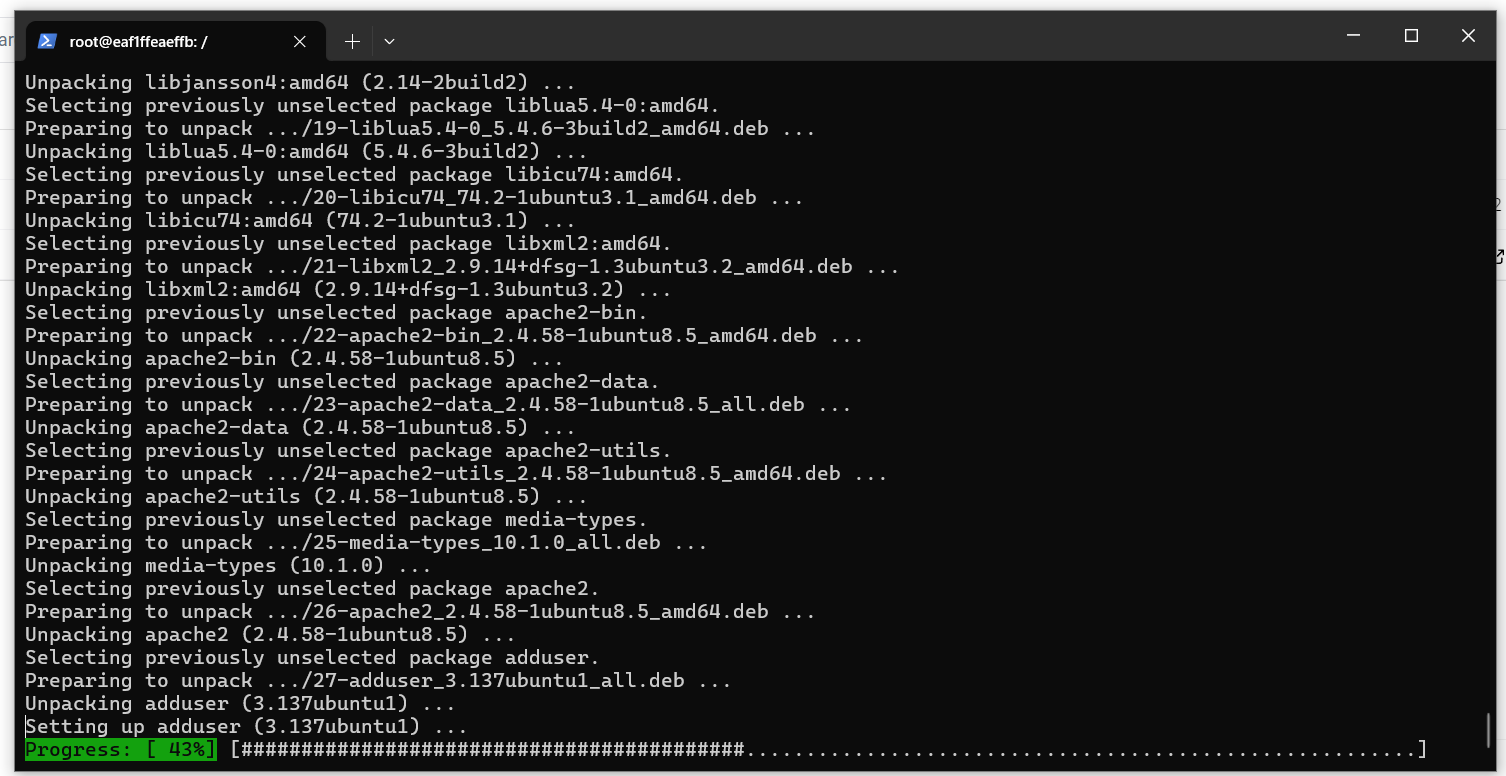 root@eaf1ffeaeffb: /
Unpacking libjansson4:amd64 (2.14-2build2) ...
Selecting previously unselected package liblua5.4-0:amd64.
Preparing to unpack .../19-liblua5.4-0_5.4.6-3build2_amd64.deb ...
Unpacking liblua5.4-0:amd64 (5.4.6-3build2) ...
Selecting previously unselected package libicu74:amd64.
Preparing to unpack .../20-libicu74_74.2-1ubuntu3.1_amd64.deb ...
Unpacking libicu74:amd64 (74.2-1ubuntu3.1) ...
Selecting previously unselected package libxml2:amd64.
Preparing to unpack .../21-libxml2_2.9.14+dfsg-1.3ubuntu3.2_amd64.deb ...
Unpacking libxml2:amd64 (2.9.14+dfsg-1.3ubuntu3.2) ...
Selecting previously unselected package apache2-bin.
Preparing to unpack .../22-apache2-bin_2.4.58-1ubuntu8.5_amd64.deb ...
Unpacking apache2-bin (2.4.58-1ubuntu8.5) ...
Selecting previously unselected package apache2-data.
Preparing to unpack .../23-apache2-data_2.4.58-1ubuntu8.5_all.deb ...
Unpacking apache2-data (2.4.58-1ubuntu8.5) ...
Selecting previously unselected package apache2-utils.
Preparing to unpack .../24-apache2-utils_2.4.58-1ubuntu8.5_amd64.deb ...
Unpacking apache2-utils (2.4.58-1ubuntu8.5) ...
Selecting previously unselected package media-types.
Preparing to unpack .../25-media-types_10.1.0_all.deb ...
Unpacking media-types (10.1.0) ...
Selecting previously unselected package apache2.
Preparing to unpack .../26-apache2_2.4.58-1ubuntu8.5_amd64.deb ...
Unpacking apache2 (2.4.58-1ubuntu8.5) ...
Selecting previously unselected package adduser.
Preparing to unpack .../27-adduser_3.137ubuntu1_all.deb ...
Unpacking adduser (3.137ubuntu1) ...
Setting up adduser (3.137ubuntu1) ...
Progress: [ 43%] [##########################################........................................................]